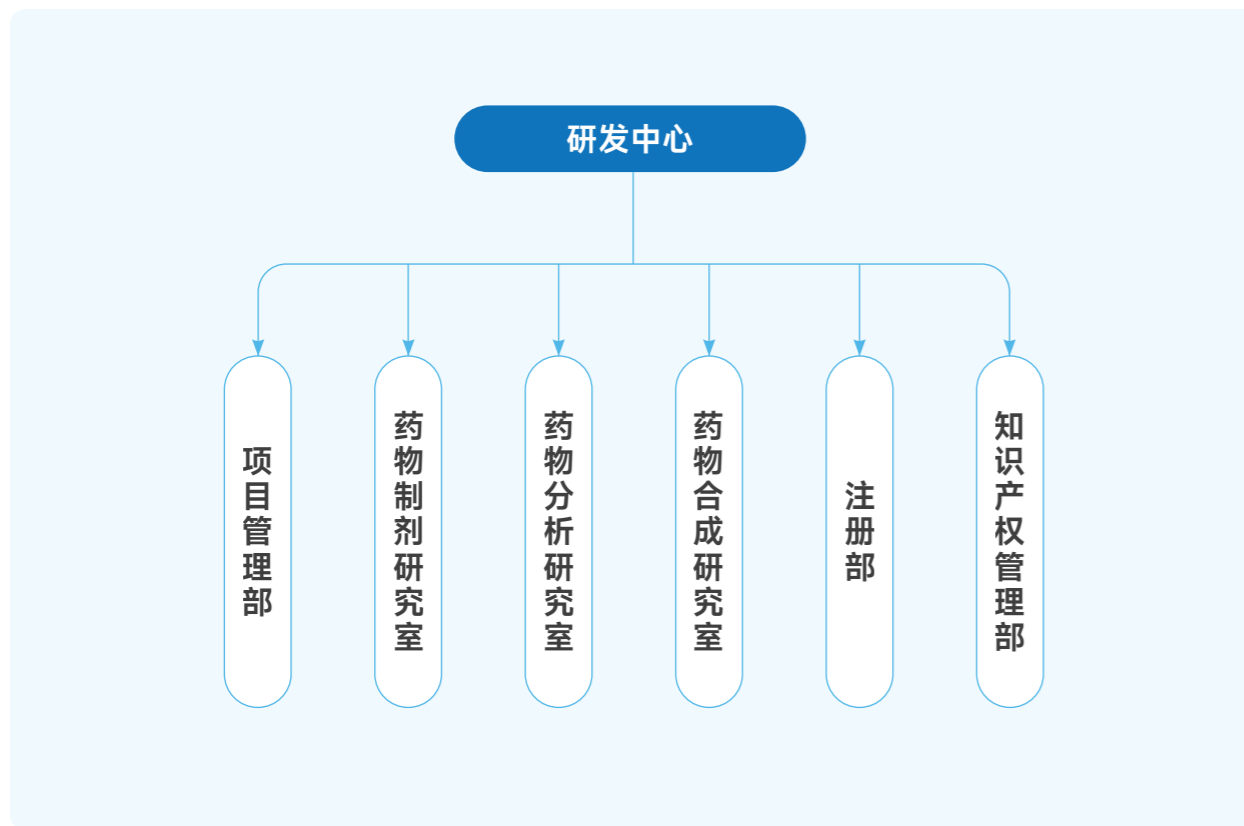 研发中心
项目管理部
药物制剂研究室
药物分析研究室
药物合成研究室
注册部
知识产权管理部